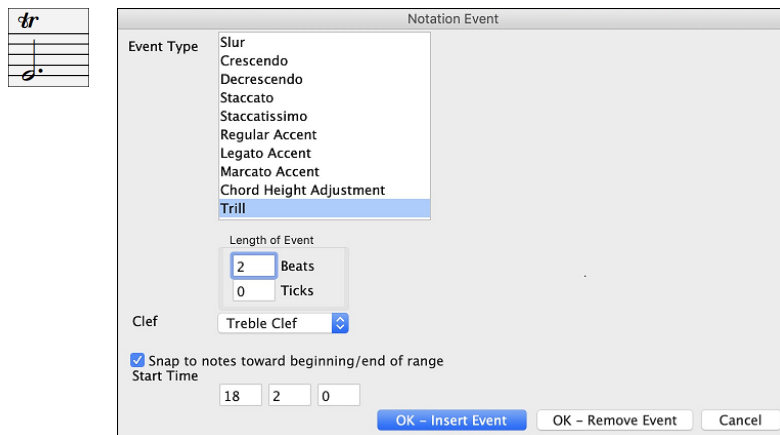 tr
Notation Event
Event Type
Slur
Crescendo
Decrescendo
Staccato
Staccatissimo
Regular Accent
Legato Accent
Marcato Accent
Chord Height Adjustment
Trill
Length of Event
2 Beats
0 Ticks
Clef Treble Clef
Snap to notes toward beginning/end of range
Start Time
18 2 0
OK - Insert Event OK - Remove Event Cancel